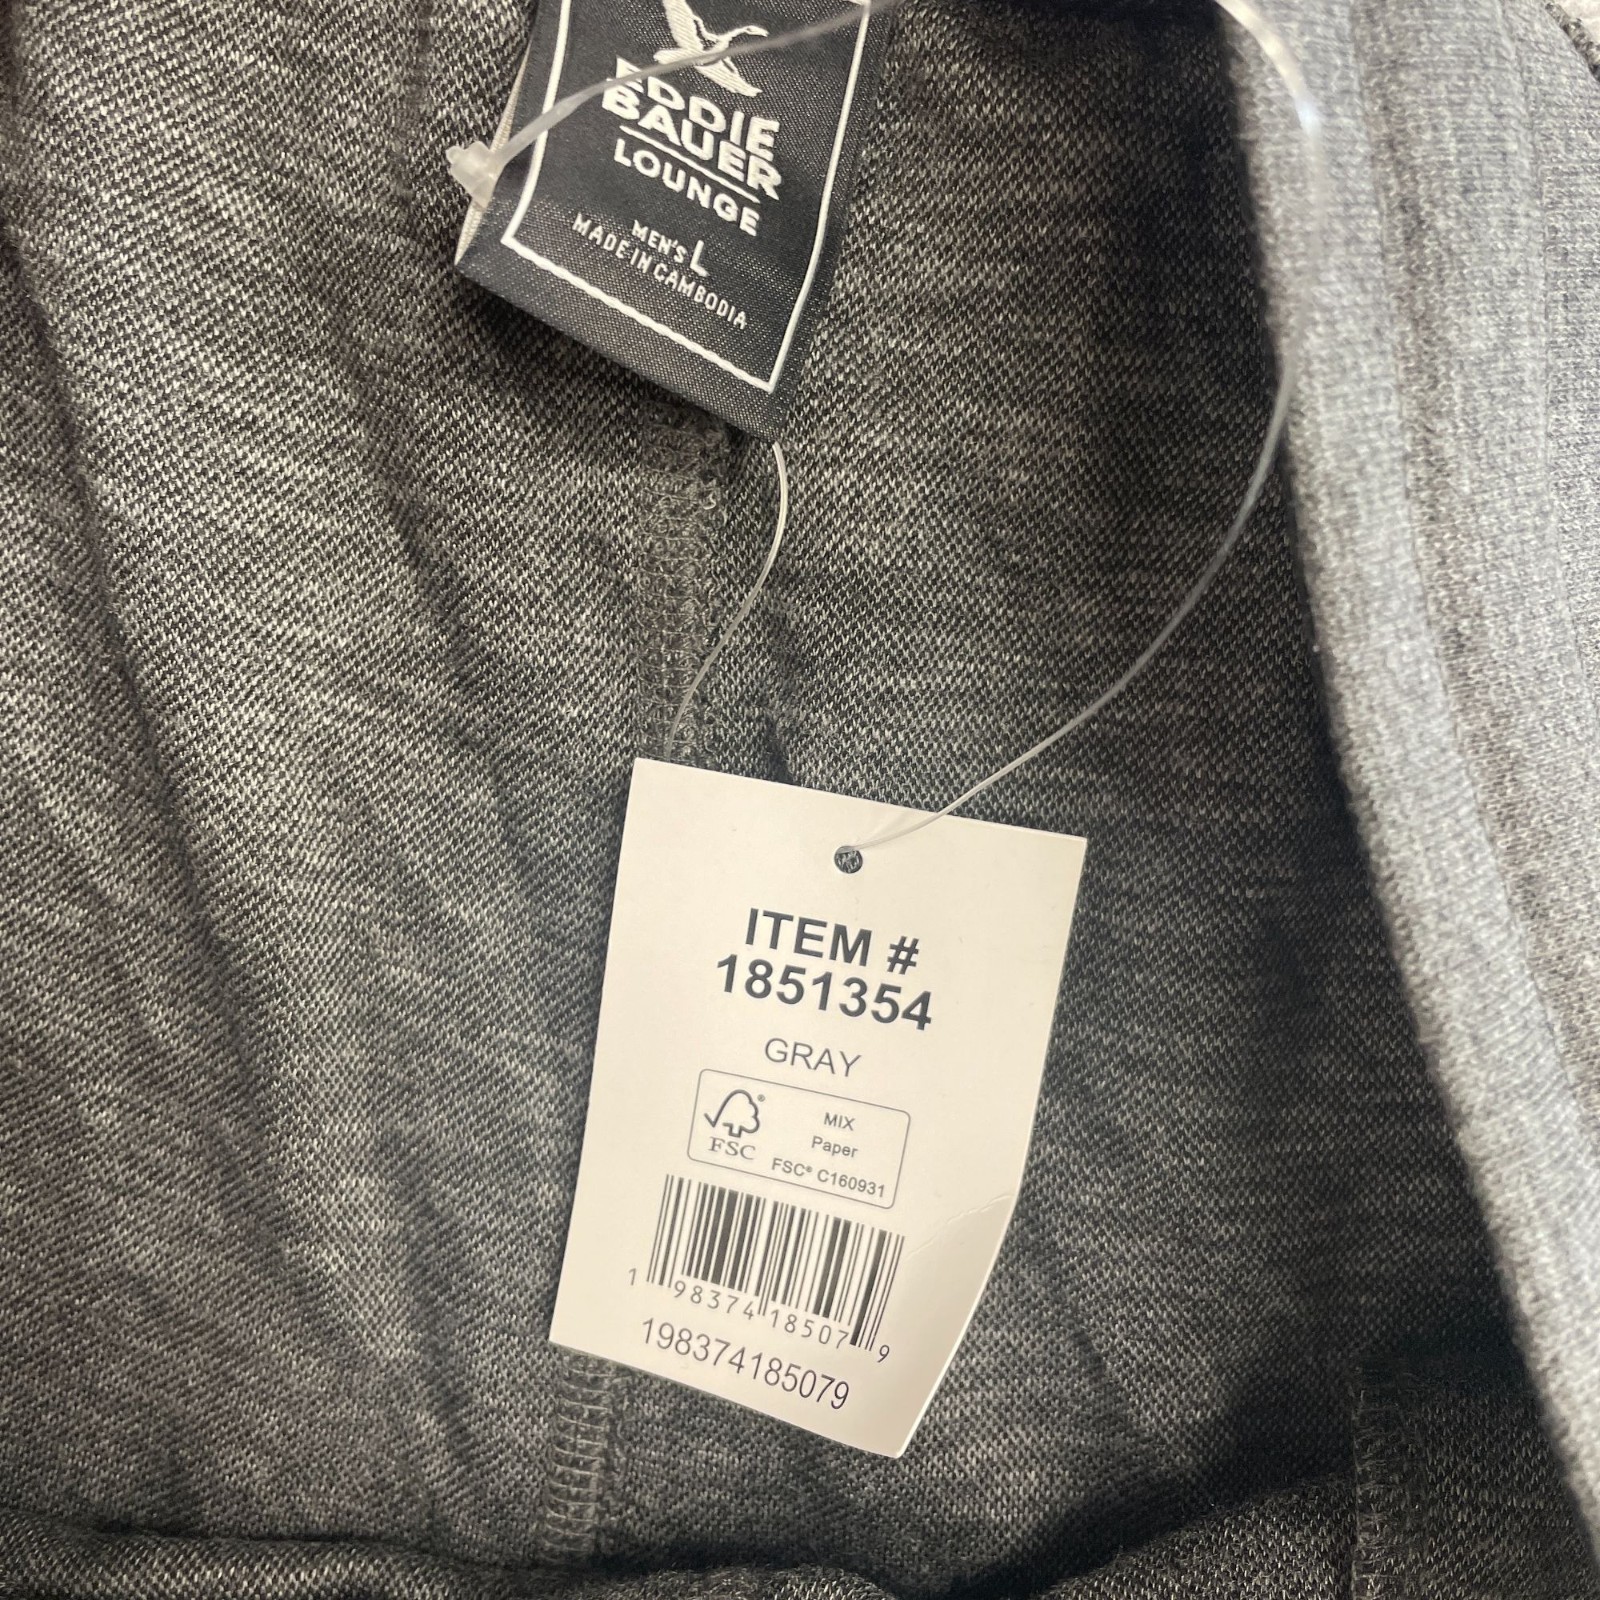 EDDIE
BAUER
LOUNGE
MEN'S L
MADE IN CAMBODIA
ITEM #
1851354
GRAY
FSC
MIX
Paper
FSC® C160931
1 98374 18507 9
198374185079